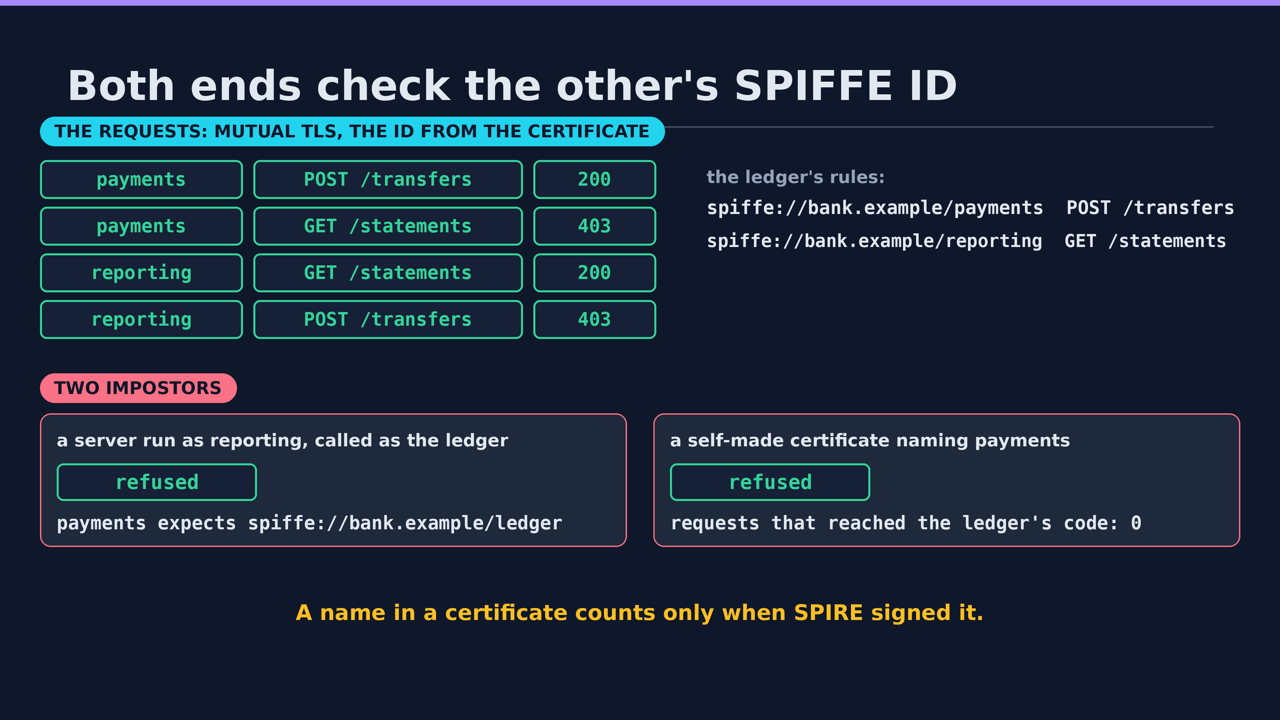 Both ends check the other's SPIFFE ID
THE REQUESTS: MUTUAL TLS, THE ID FROM THE CERTIFICATE
payments POST /transfers 200
payments GET /statements 403
reporting GET /statements 200
reporting POST /transfers 403
the ledger's rules:
spiffe://bank.example/payments POST /transfers
spiffe://bank.example/reporting GET /statements
TWO IMPOSTORS
a server run as reporting, called as the ledger
refused
payments expects spiffe://bank.example/ledger
a self-made certificate naming payments
refused
requests that reached the ledger's code: 0
A name in a certificate counts only when SPIRE signed it.